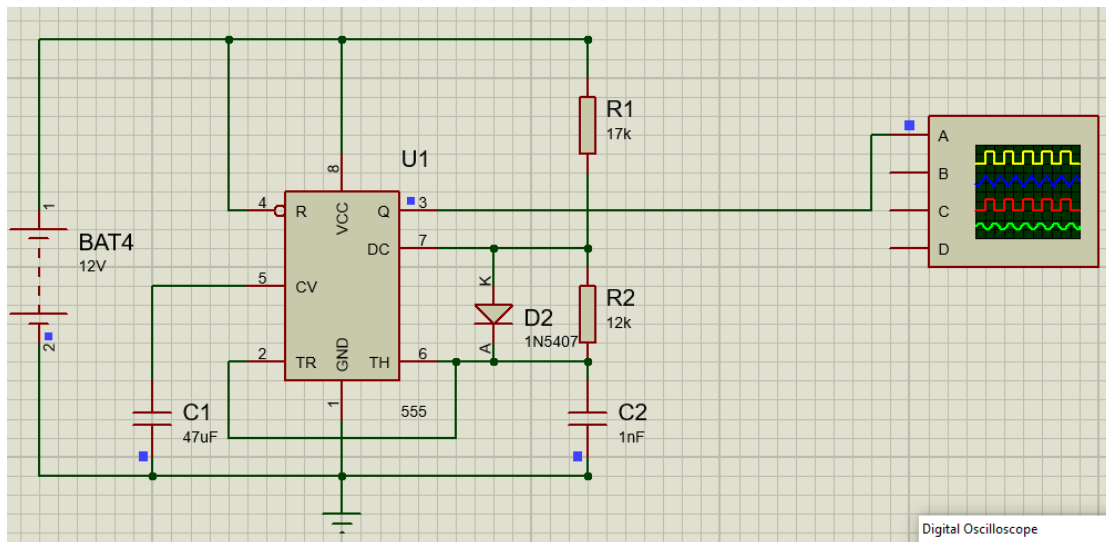 R1
17k
U1
8
4
R
VCC
Q
3
A
B
C
D
1
BAT4
12V
2
DC
7
K
5
CV
R2
12k
D2
1N5407
A
2
TR
GND
TH
6
1
555
C1
47uF
C2
1nF
Digital Oscilloscope